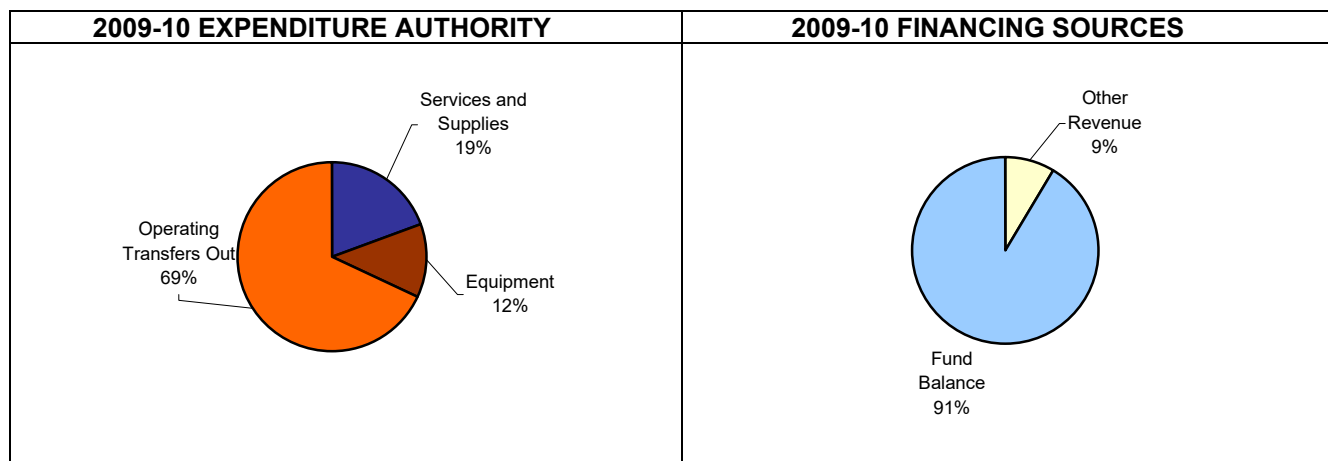 2009-10 EXPENDITURE AUTHORITY
Services and
Supplies
19%
Operating
Transfers Out
69%
Equipment
12%
2009-10 FINANCING SOURCES
Other
Revenue
9%
Fund
Balance
91%